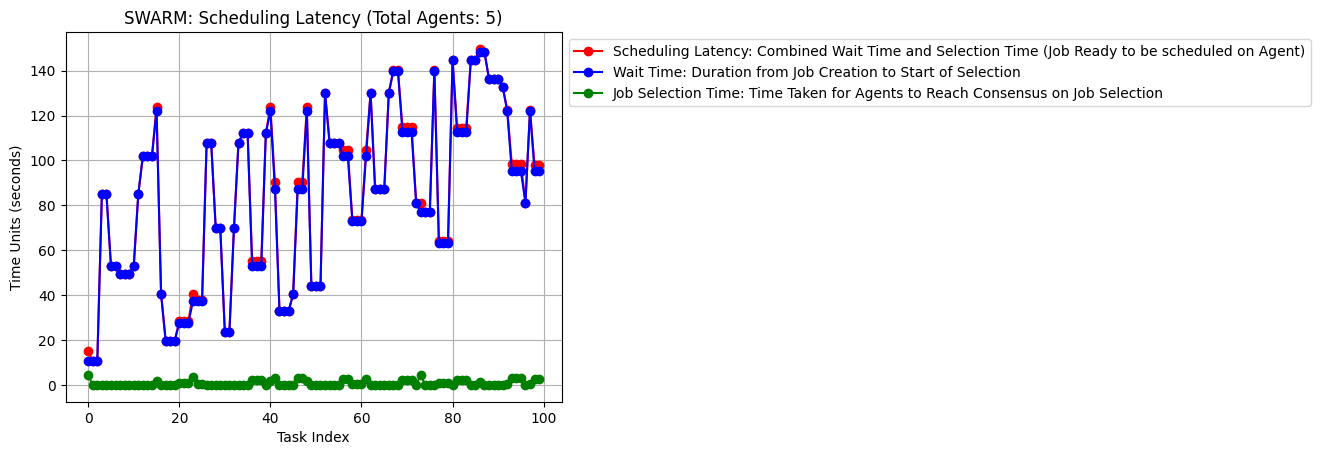 SWARM: Scheduling Latency (Total Agents: 5)
Scheduling Latency: Combined Wait Time and Selection Time (Job Ready to be scheduled on Agent)
Wait Time: Duration from Job Creation to Start of Selection
Job Selection Time: Time Taken for Agents to Reach Consensus on Job Selection
Time Units (seconds)
140
120
100
80
60
40
20
0
0 20 40 60 80 100
Task Index